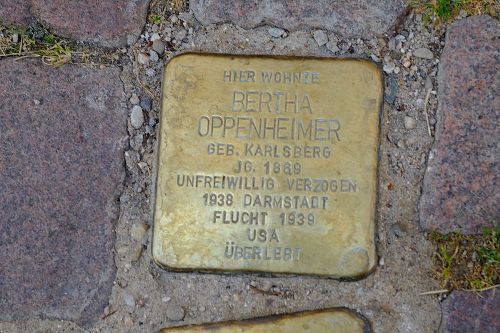 HIER WOHNTE
BERTHA
OPPENHEIMER
GEB. KARLSBERG
JG. 1869
UNFREIWILLIG VERZOGEN
1938 DARMSTADT
FLUCHT 1939
USA
ÜBERLEBT